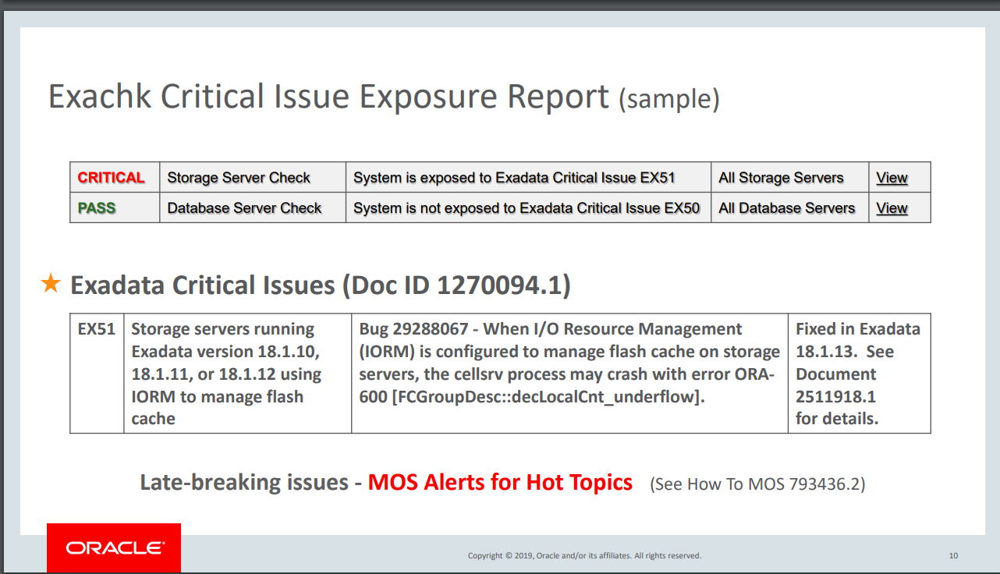 Exachk Critical Issue Exposure Report (sample)
CRITICAL Storage Server Check System is exposed to Exadata Critical Issue EX51 All Storage Servers View
PASS Database Server Check System is not exposed to Exadata Critical Issue EX50 All Database Servers View
★ Exadata Critical Issues (Doc ID 1270094.1)
EX51
Storage servers running
Exadata version 18.1.10,
18.1.11, or 18.1.12 using
IORM to manage flash
cache
Bug 29288067 - When I/O Resource Management
(IORM) is configured to manage flash cache on storage
servers, the cellsrv process may crash with error ORA-
600 [FCGroupDesc::decLocalCnt_underflow].
Fixed in Exadata
18.1.13. See
Document
2511918.1
for details.
Late-breaking issues - MOS Alerts for Hot Topics (See How To MOS 793436.2)
ORACLE®
Copyright © 2019, Oracle and/or its affiliates. All rights reserved.
10